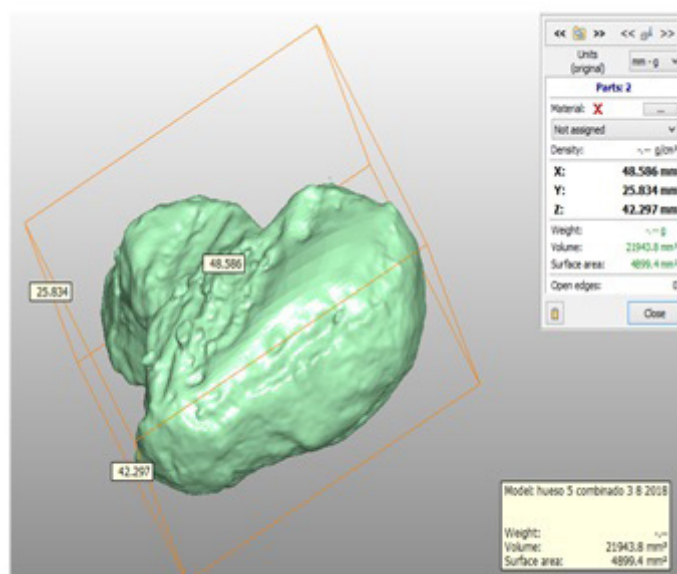 << >> << >>
Units
(original)
mm - g
Parts: 2
Material: X ...
Not assigned
Density: -.-- g/cm³
X: 48.586 mm
Y: 25.834 mm
Z: 42.297 mm
Weight: -.-- g
Volume: 21943.8 mm³
Surface area: 4899.4 mm²
Open edges: 0
Close
48.586
25.834
42.297
Model: hueso 5 combinado 3 8 2018
Weight: -.--
Volume: 21943.8 mm³
Surface area: 4899.4 mm²